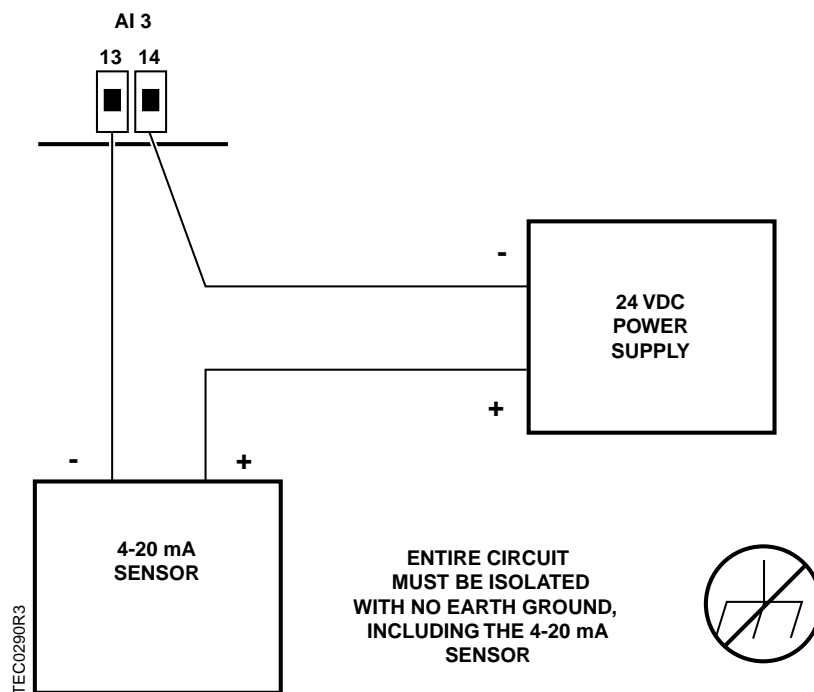 AI 3
13 14
-
24 VDC
POWER
SUPPLY
+
- +
4-20 mA
SENSOR
ENTIRE CIRCUIT
MUST BE ISOLATED
WITH NO EARTH GROUND,
INCLUDING THE 4-20 mA
SENSOR
TEC0290R3